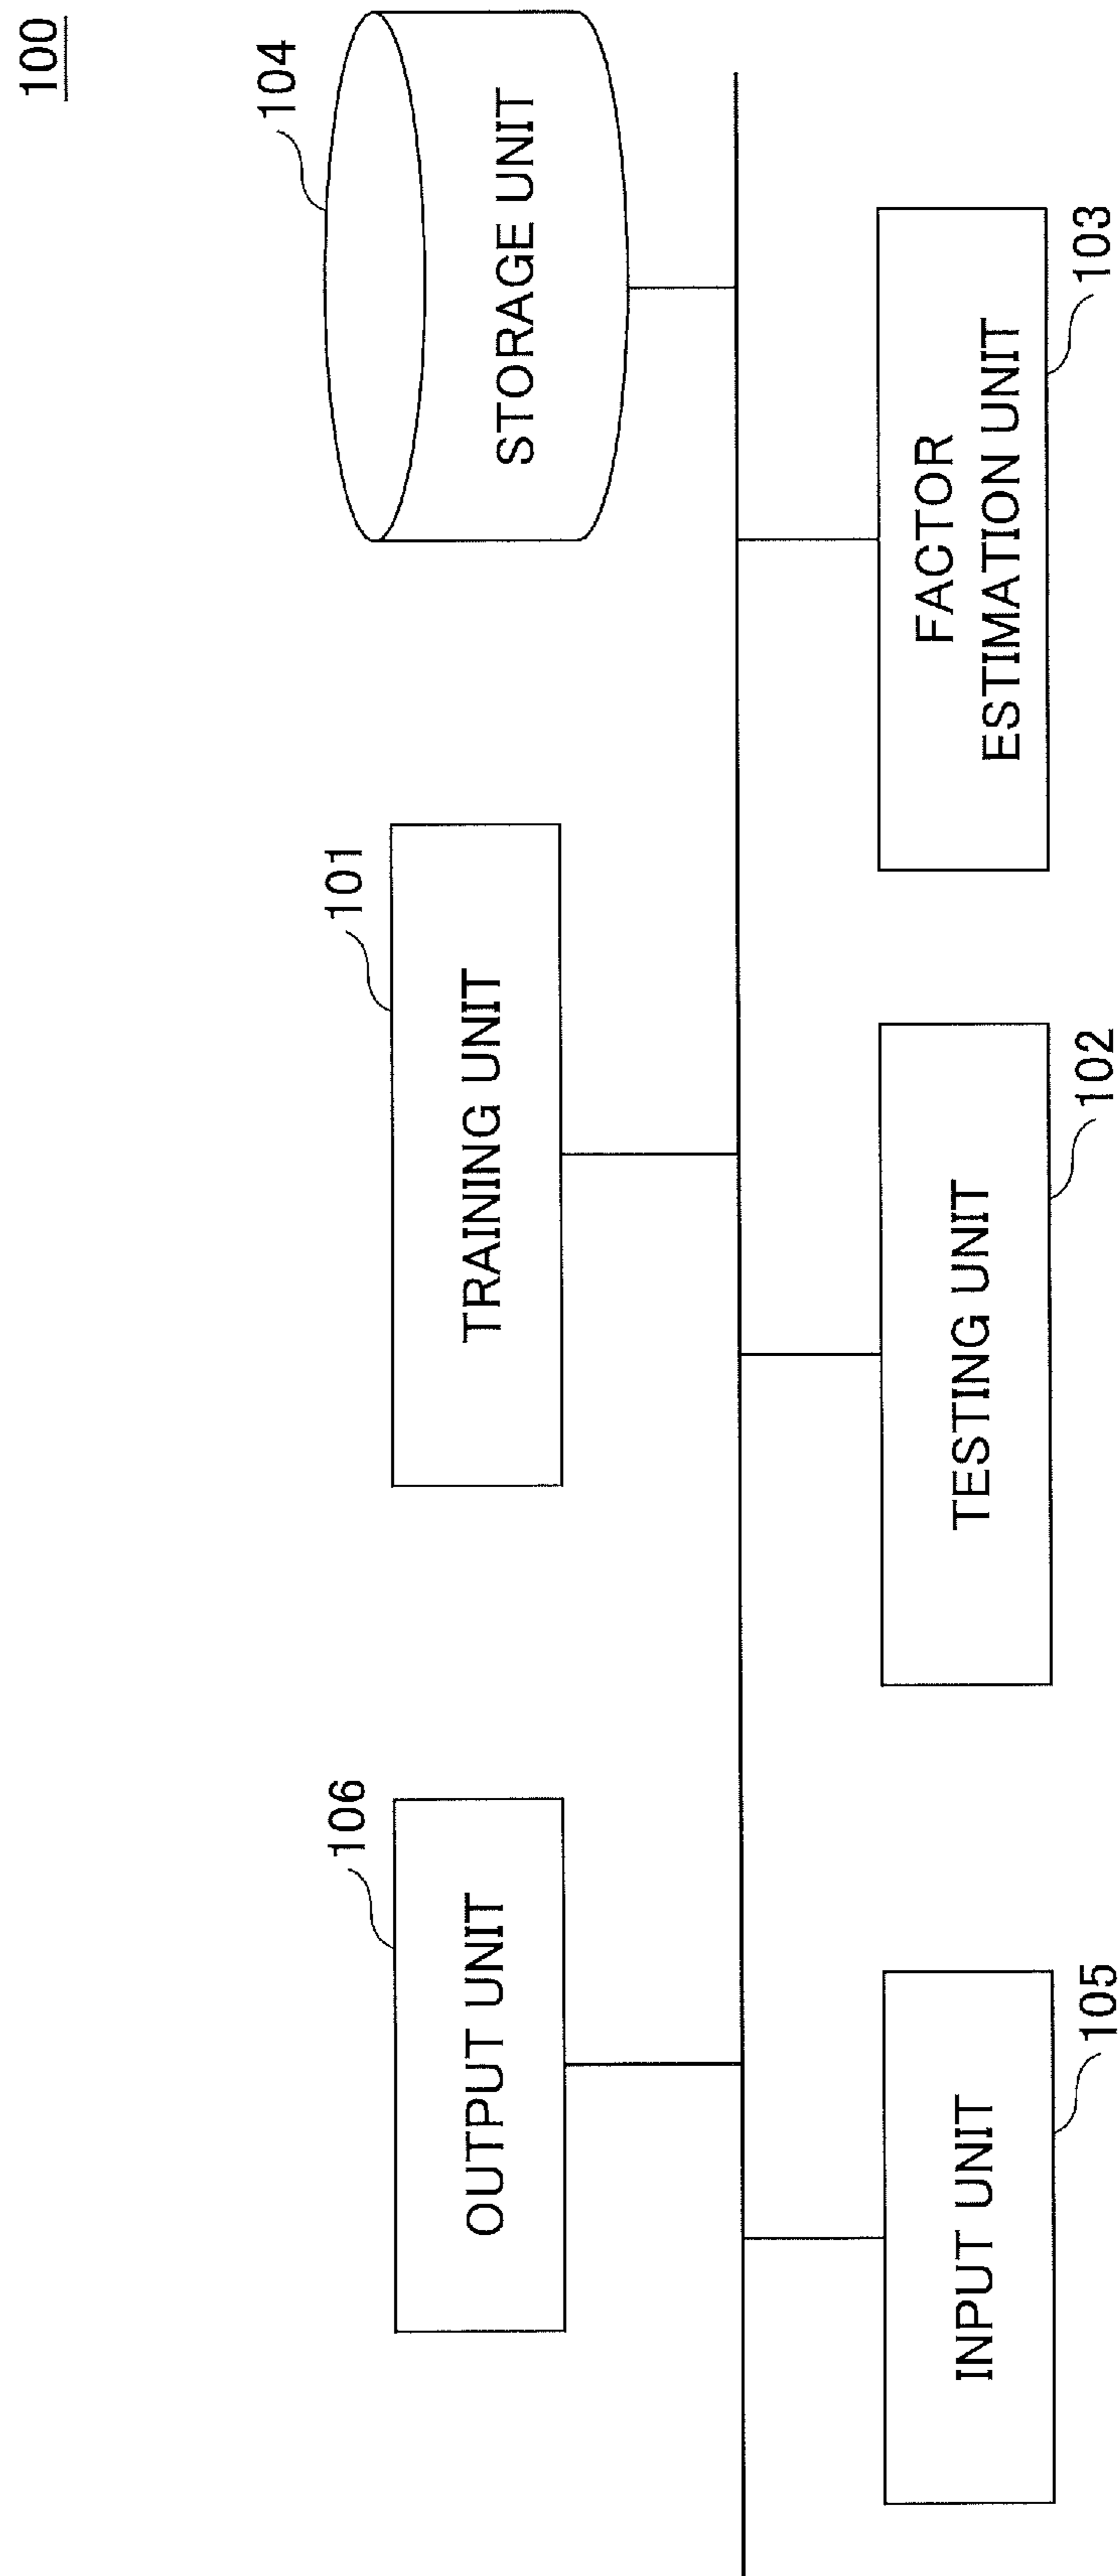 100
106
OUTPUT UNIT
101
TRAINING UNIT
104
STORAGE UNIT
INPUT UNIT
105
TESTING UNIT
102
FACTOR
ESTIMATION UNIT
103